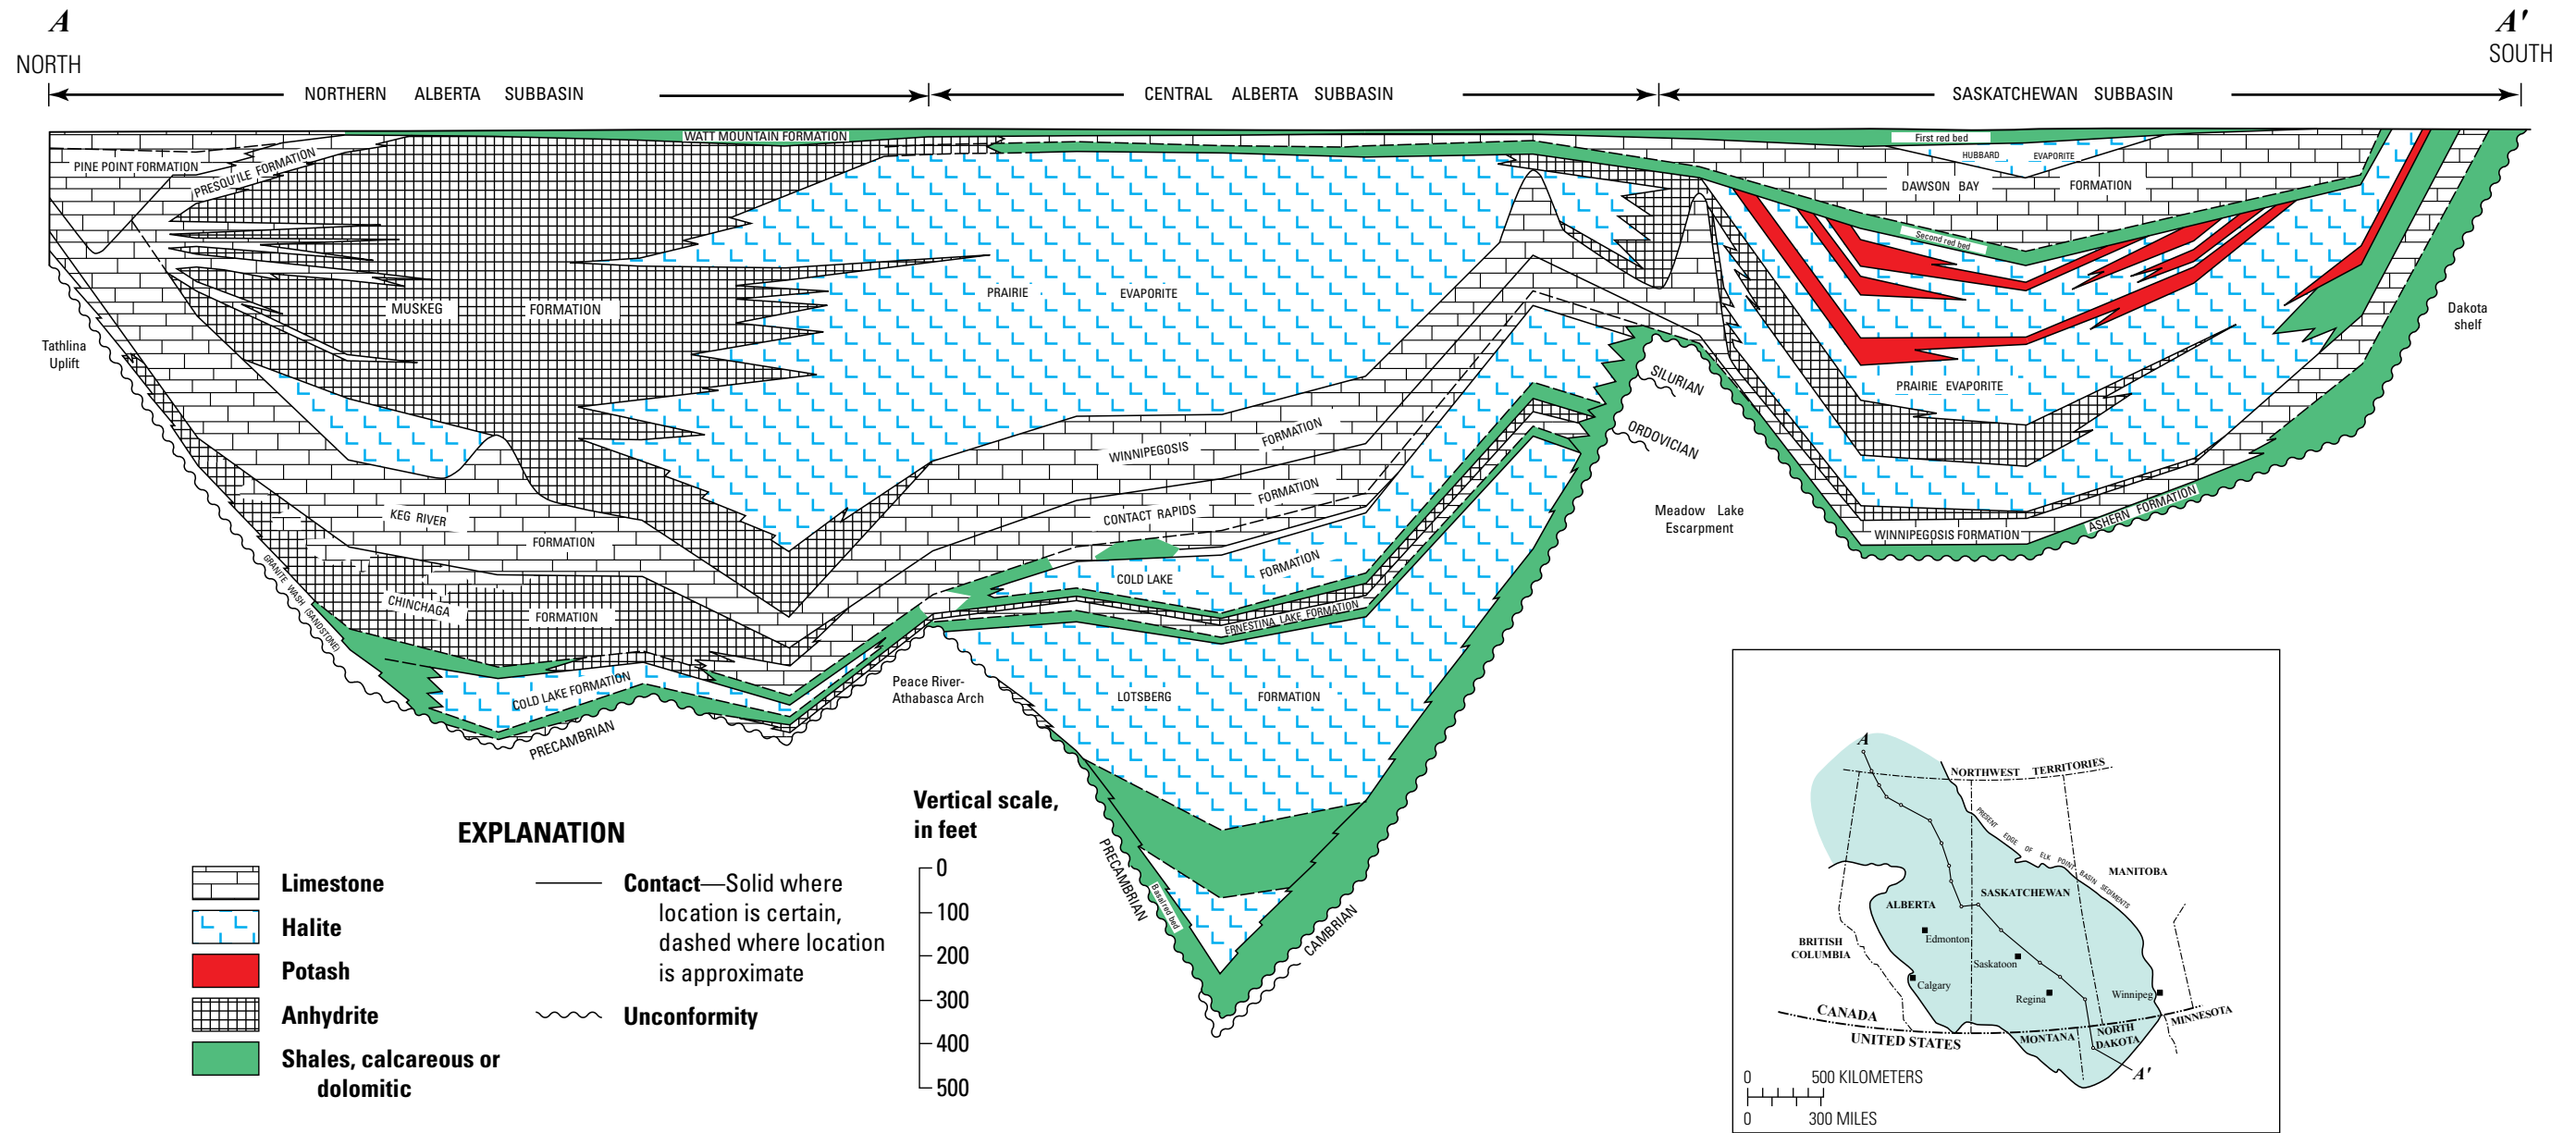 A
A'
NORTH
SOUTH
NORTHERN ALBERTA SUBBASIN
CENTRAL ALBERTA SUBBASIN
SASKATCHEWAN SUBBASIN
WATT MOUNTAIN FORMATION
First red bed
PINE POINT FORMATION
PRESQU'ILE FORMATION
HUBBARD EVAPORITE
DAWSON BAY FORMATION
Second red bed
MUSKEG FORMATION
PRAIRIE EVAPORITE
Dakota
shelf
Tathlina
Uplift
SILURIAN
PRAIRIE EVAPORITE
ORDOVICIAN
WINNIPEGOSIS FORMATION
KEG RIVER FORMATION
CONTACT RAPIDS FORMATION
Meadow Lake
Escarpment
ASHERN FORMATION
WINNIPEGOSIS FORMATION
GRANITE WASH (SANDSTONE)
COLD LAKE FORMATION
CHINCHAGA FORMATION
ERNESTINA LAKE FORMATION
COLD LAKE FORMATION
Peace River-
Athabasca Arch
LOTSBERG FORMATION
PRECAMBRIAN
PRECAMBRIAN
Basal red bed
CAMBRIAN
EXPLANATION
Limestone
Halite
Potash
Anhydrite
Shales, calcareous or
dolomitic
Contact—Solid where
location is certain,
dashed where location
is approximate
Unconformity
Vertical scale,
in feet
0
100
200
300
400
500
A
NORTHWEST TERRITORIES
PRESENT EDGE OF ELK POINT BASIN SEDIMENTS
MANITOBA
SASKATCHEWAN
ALBERTA
Edmonton
BRITISH
COLUMBIA
Saskatoon
Calgary
Regina
Winnipeg
CANADA
UNITED STATES
MONTANA
NORTH
DAKOTA
MINNESOTA
A'
0 500 KILOMETERS
0 300 MILES